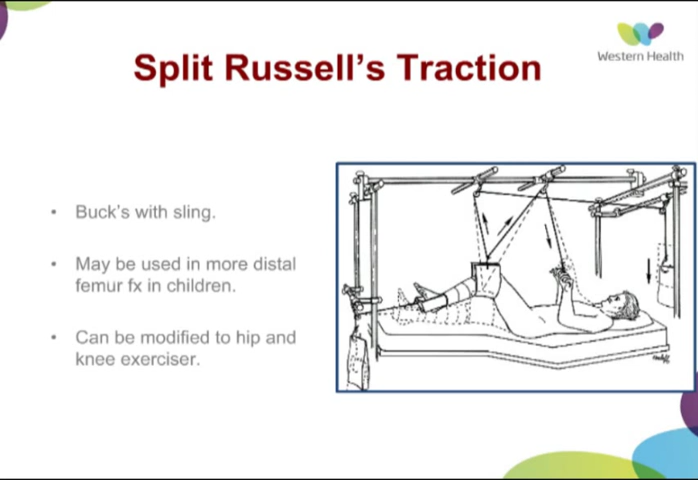 Western Health
Split Russell's Traction
• Buck's with sling.
• May be used in more distal
femur fx in children.
• Can be modified to hip and
knee exerciser.